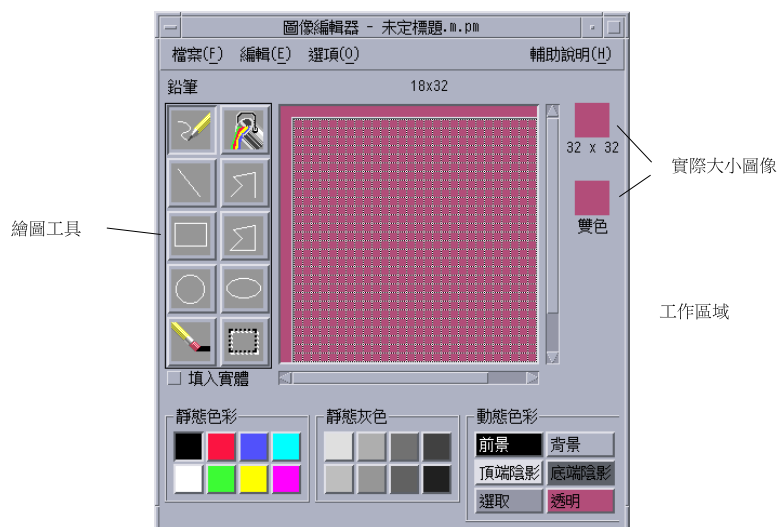 圖像編輯器 - 未定標題.m.pm
檔案(F) 編輯(E) 選項(O) 輔助說明(H)
鉛筆 18x32
32 x 32
實際大小圖像
雙色
繪圖工具
工作區域
填入實體
靜態色彩 靜態灰色 動態色彩
前景 背景
頂端陰影 底端陰影
選取 透明